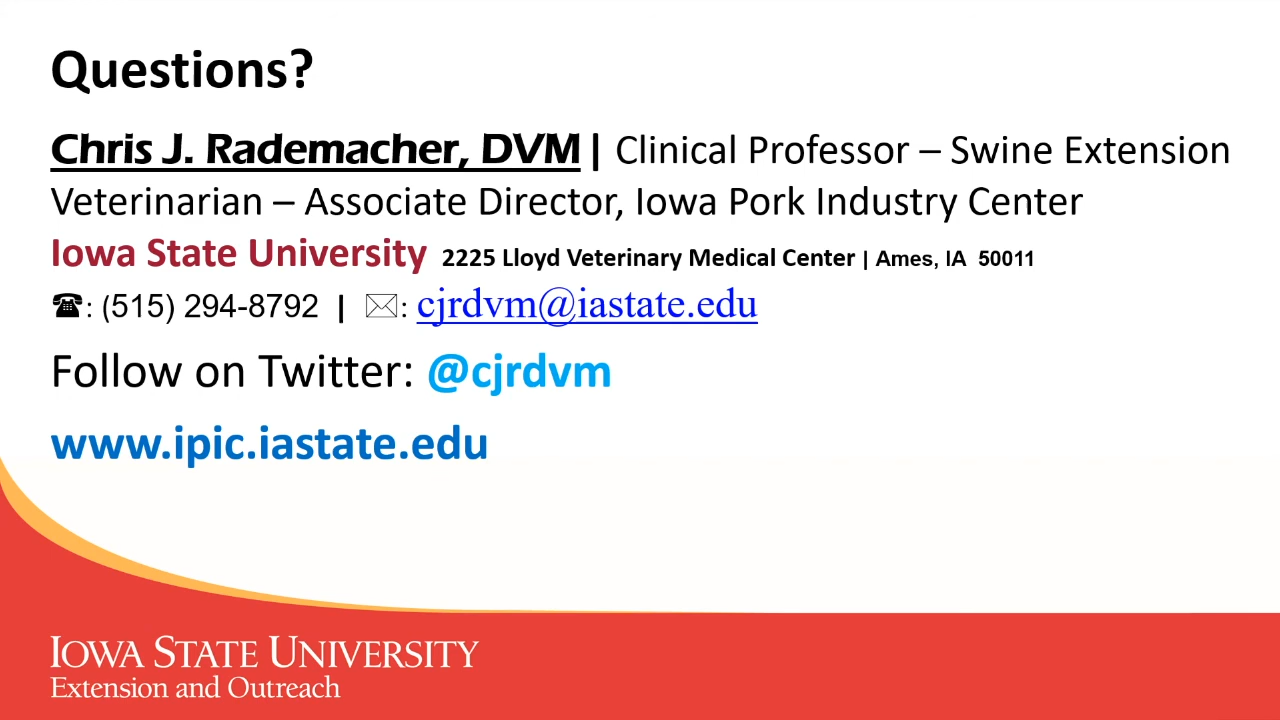 Questions?
Chris J. Rademacher, DVM | Clinical Professor – Swine Extension
Veterinarian – Associate Director, Iowa Pork Industry Center
Iowa State University 2225 Lloyd Veterinary Medical Center | Ames, IA 50011
☎: (515) 294-8792 | ✉: cjrdvm@iastate.edu
Follow on Twitter: @cjrdvm
www.ipic.iastate.edu
IOWA STATE UNIVERSITY
Extension and Outreach